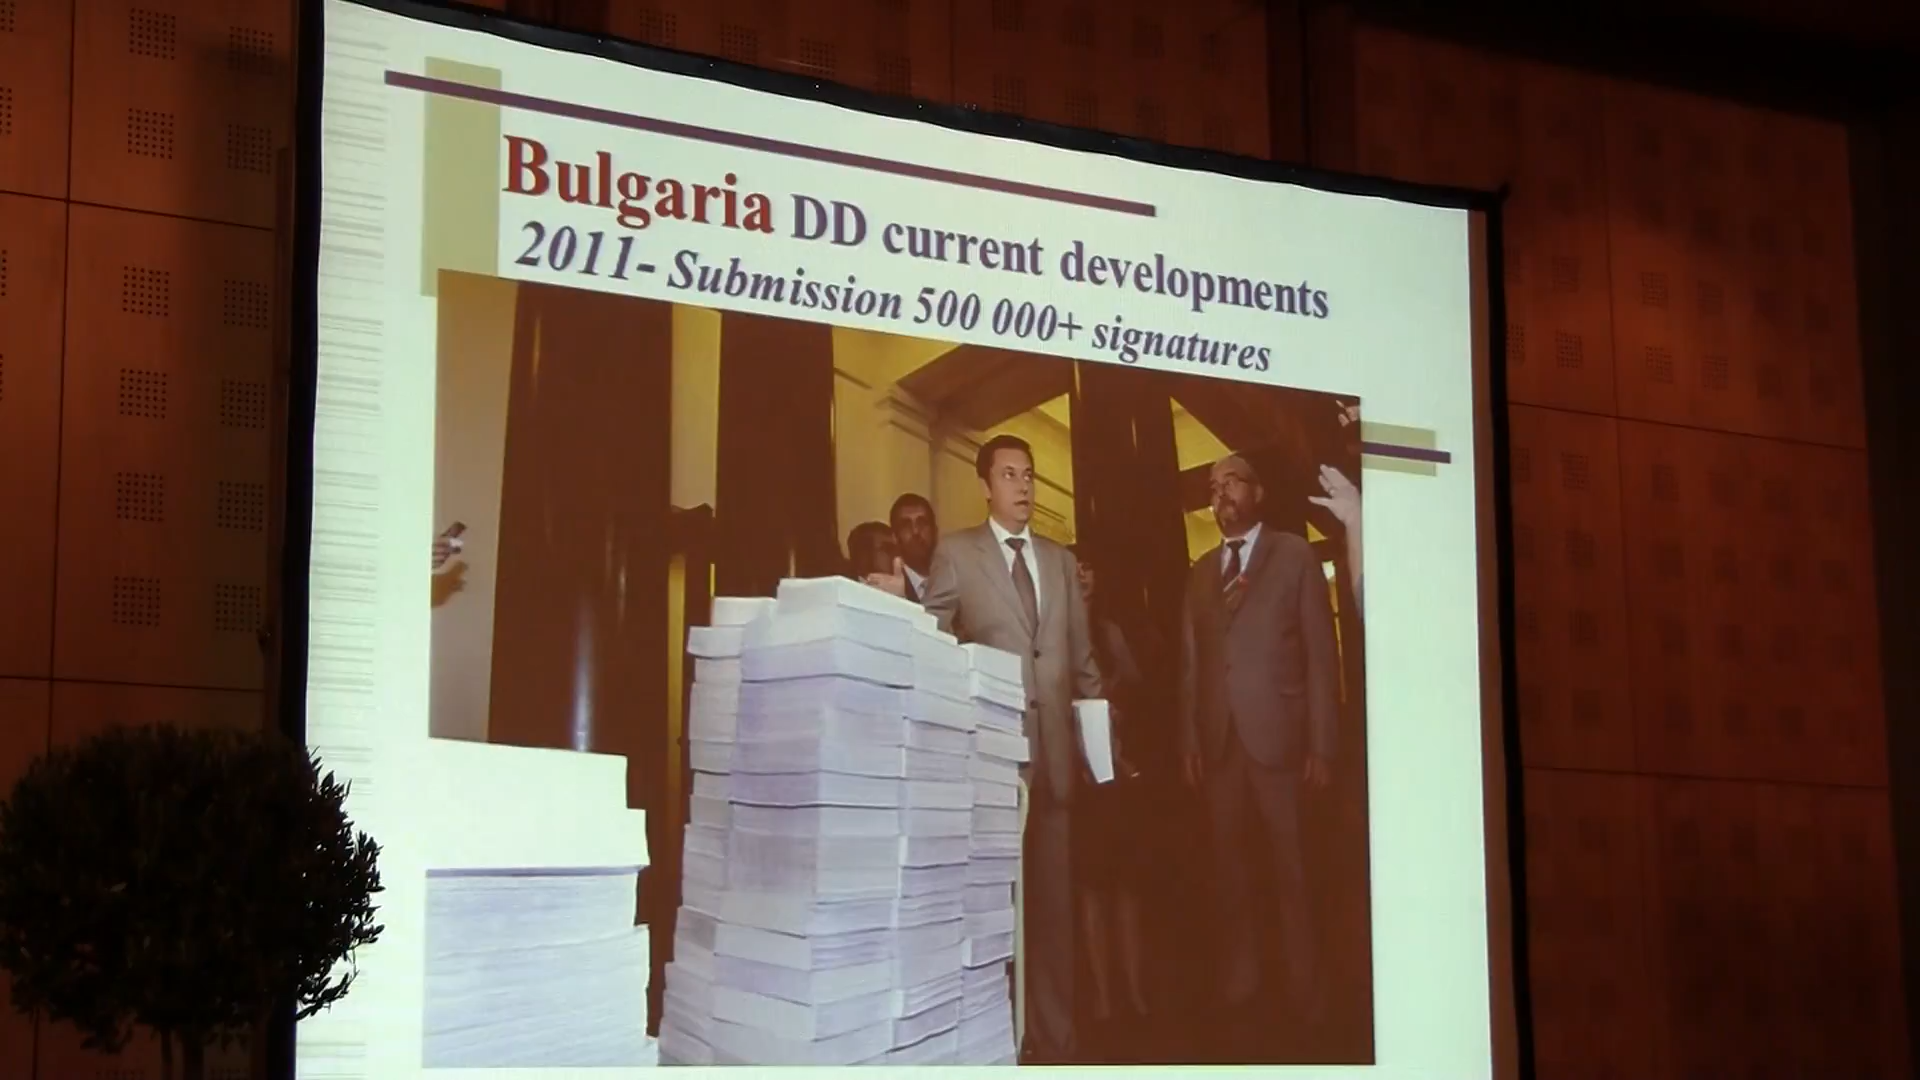 Bulgaria DD current developments
2011- Submission 500 000+ signatures